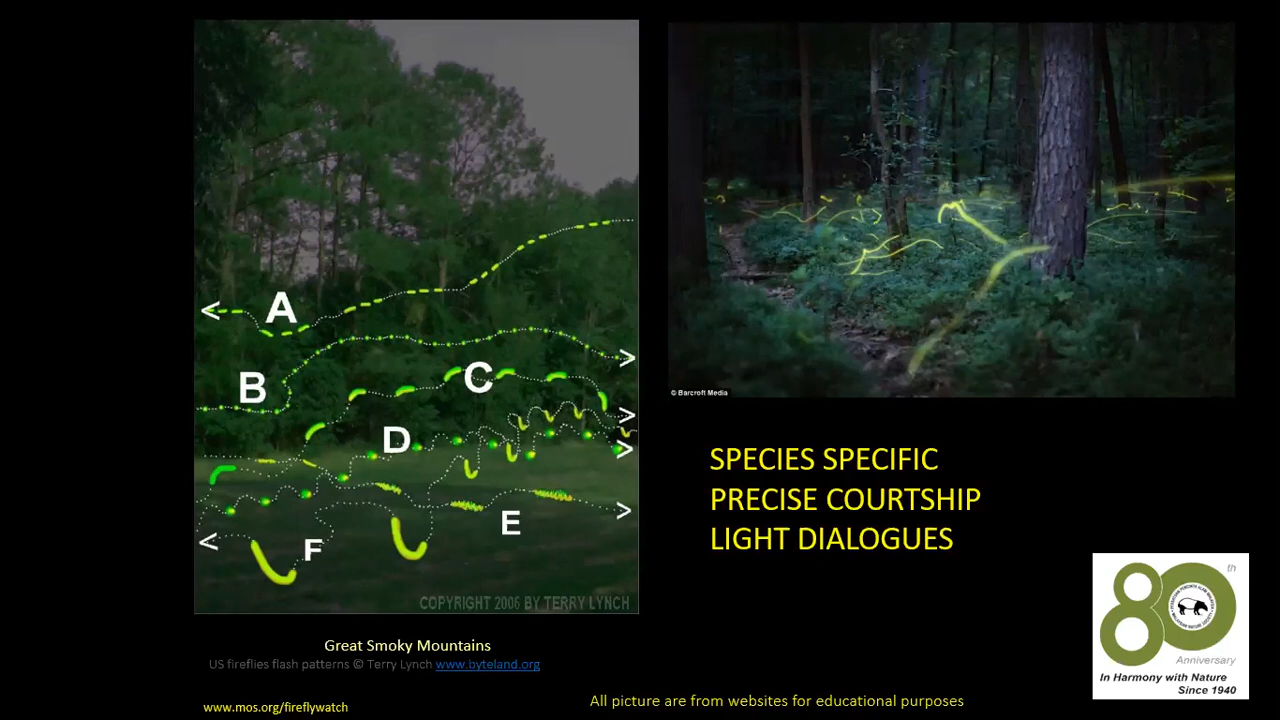 A
B
C
D
E
F
COPYRIGHT 2006 BY TERRY LYNCH
© Barcroft Media
SPECIES SPECIFIC
PRECISE COURTSHIP
LIGHT DIALOGUES
Great Smoky Mountains
US fireflies flash patterns © Terry Lynch www.byteland.org
www.mos.org/fireflywatch
All picture are from websites for educational purposes
80th
Anniversary
In Harmony with Nature
Since 1940